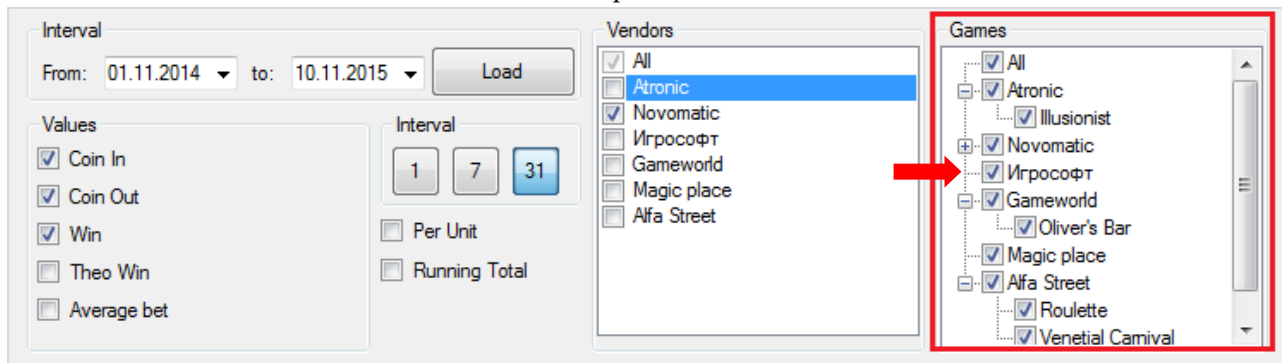 Interval
From: 01.11.2014 to: 10.11.2015 Load
Values
Coin In
Coin Out
Win
Theo Win
Average bet
Interval
1 7 31
Per Unit
Running Total
Vendors
All
Atronic
Novomatic
Игрософт
Gameworld
Magic place
Alfa Street
Games
All
Atronic
Illusionist
Novomatic
Игрософт
Gameworld
Oliver's Bar
Magic place
Alfa Street
Roulette
Venetial Carnival